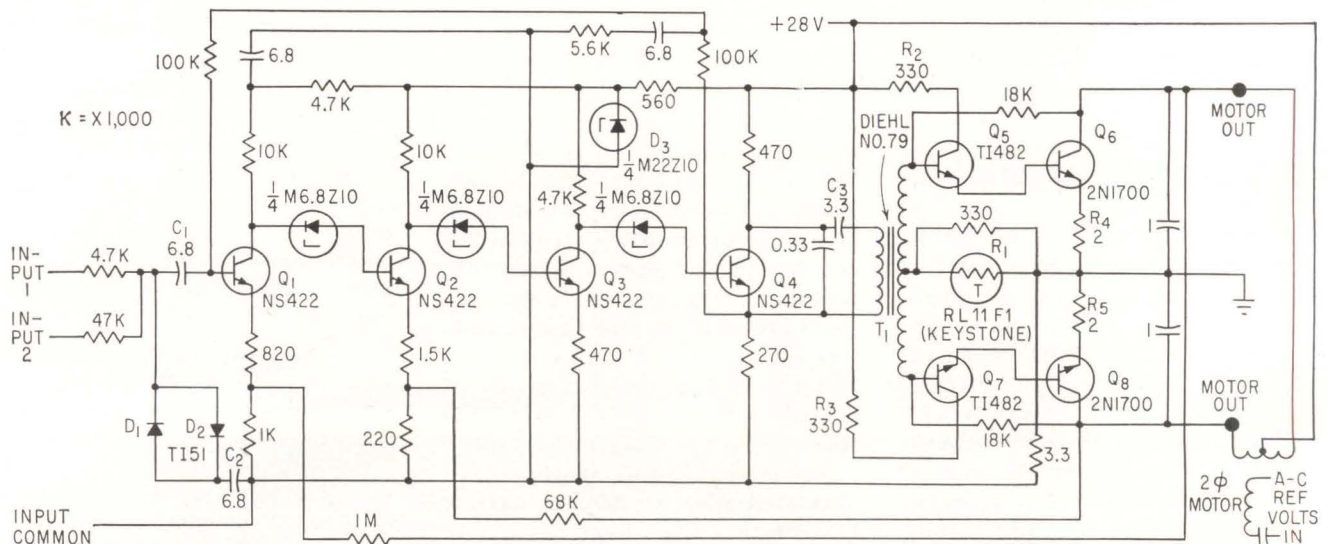 +28V
5.6K
6.8
100K
6.8
100K
R2
330
4.7K
560
18K
MOTOR
OUT
K = X 1,000
D3
1/4 M22Z10
DIEHL
NO.79
Q5
TI482
Q6
10K
10K
470
2N1700
1/4 M6.8Z10
1/4 M6.8Z10
4.7K
1/4 M6.8Z10
C3
3.3
330
R4
2
1
C1
6.8
0.33
R1
IN-
PUT
1
4.7K
Q1
NS422
Q2
NS422
Q3
NS422
Q4
NS422
T
RL11F1
(KEYSTONE)
R5
2
1
IN-
PUT
2
47K
T1
820
1.5K
470
270
Q7
TI482
Q8
2N1700
MOTOR
OUT
D1
D2
TI51
1K
220
R3
330
18K
3.3
C2
6.8
68K
2φ
MOTOR
A-C
REF
VOLTS
IN
INPUT
COMMON
1M